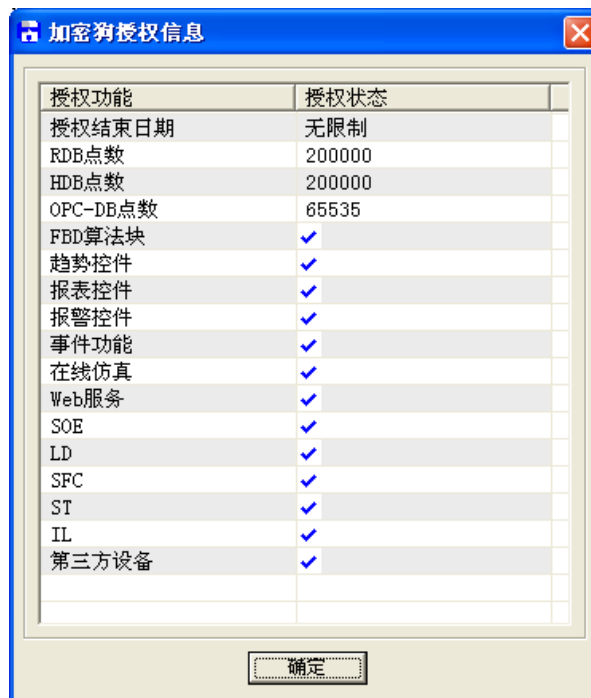 加密狗授权信息
授权功能 授权状态
授权结束日期 无限制
RDB点数 200000
HDB点数 200000
OPC-DB点数 65535
FBD算法块 ✓
趋势控件 ✓
报表控件 ✓
报警控件 ✓
事件功能 ✓
在线仿真 ✓
Web服务 ✓
SOE ✓
LD ✓
SFC ✓
ST ✓
IL ✓
第三方设备 ✓
确定